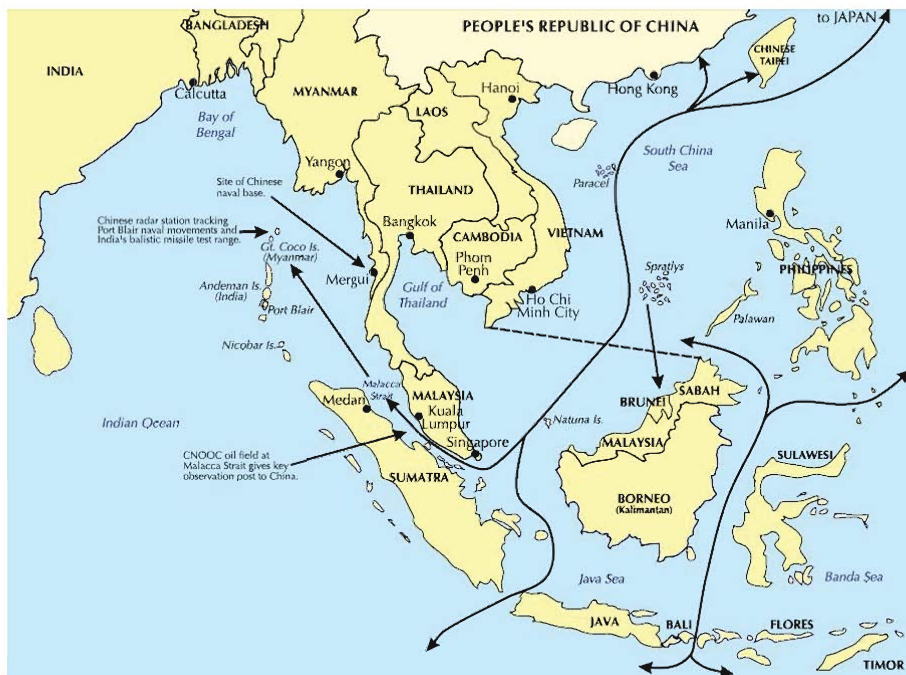 to JAPAN
BANGLADESH
PEOPLE'S REPUBLIC OF CHINA
CHINESE
TAIPEI
INDIA
Calcutta
MYANMAR
Hanoi
Hong Kong
Bay of
Bengal
LAOS
South China
Sea
Yangon
Site of Chinese
naval base.
THAILAND
Paracel
Chinese radar station tracking
Port Blair naval movements and
India's ballistic missile test range.
Bangkok
Manila
Gt. Coco Is.
(Myanmar)
CAMBODIA
VIETNAM
Phom
Penh
Mergui
Gulf of
Thailand
Spratlys
PHILIPPINES
Andeman Is.
(India)
Port Blair
Ho Chi
Minh City
Palawan
Nicobar Is.
Malacca
Strait
MALAYSIA
SABAH
Medan
Kuala
Lumpur
BRUNEI
Indian Ocean
Natuna Is.
Singapore
MALAYSIA
CNOOC oil field at
Malacca Strait gives key
observation post to China.
SUMATRA
SULAWESI
BORNEO
(Kalimantan)
Java Sea
Banda Sea
JAVA
BALI
FLORES
TIMOR